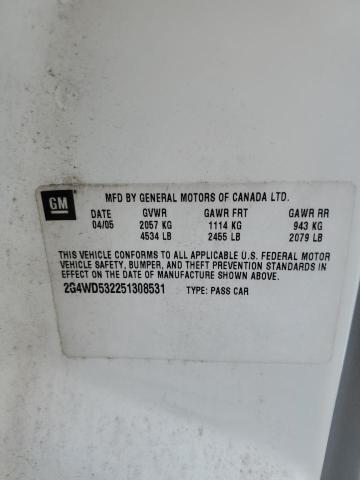 GM
MFD BY GENERAL MOTORS OF CANADA LTD.
DATE GVWR GAWR FRT GAWR RR
04/05 2057 KG 1114 KG 943 KG
4534 LB 2455 LB 2079 LB
THIS VEHICLE CONFORMS TO ALL APPLICABLE U.S. FEDERAL MOTOR
VEHICLE SAFETY, BUMPER, AND THEFT PREVENTION STANDARDS IN
EFFECT ON THE DATE OF MANUFACTURE SHOWN ABOVE.
2G4WD532251308531 TYPE: PASS CAR